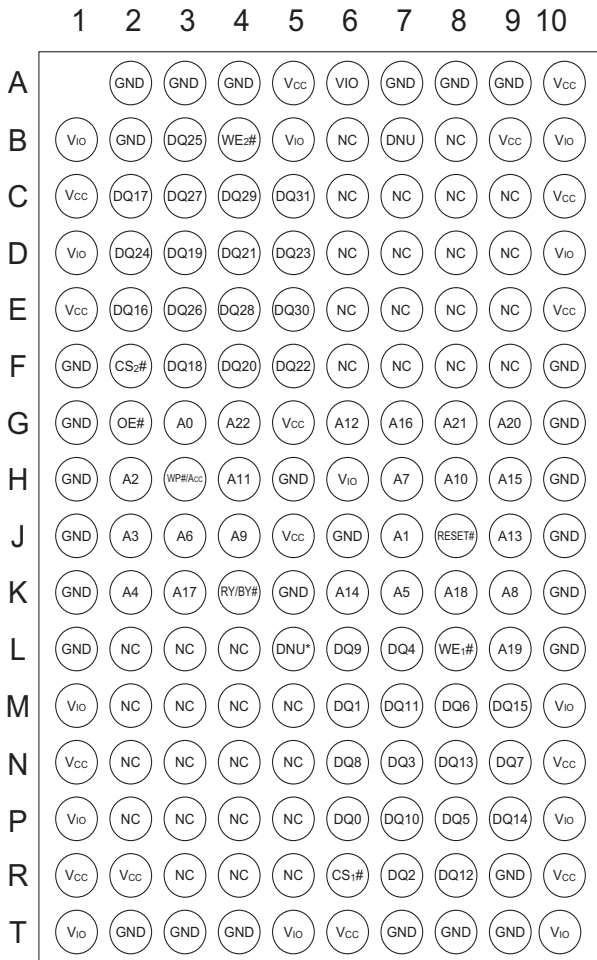 1 2 3 4 5 6 7 8 9 10
A GND GND GND Vcc VIO GND GND GND Vcc
B VIO GND DQ25 WE₂# VIO NC DNU NC Vcc VIO
C Vcc DQ17 DQ27 DQ29 DQ31 NC NC NC NC Vcc
D VIO DQ24 DQ19 DQ21 DQ23 NC NC NC NC VIO
E Vcc DQ16 DQ26 DQ28 DQ30 NC NC NC NC Vcc
F GND CS₂# DQ18 DQ20 DQ22 NC NC NC NC GND
G GND OE# A0 A22 Vcc A12 A16 A21 A20 GND
H GND A2 WP#/Acc A11 GND VIO A7 A10 A15 GND
J GND A3 A6 A9 Vcc GND A1 RESET# A13 GND
K GND A4 A17 RY/BY# GND A14 A5 A18 A8 GND
L GND NC NC NC DNU* DQ9 DQ4 WE₁# A19 GND
M VIO NC NC NC NC DQ1 DQ11 DQ6 DQ15 VIO
N Vcc NC NC NC NC DQ8 DQ3 DQ13 DQ7 Vcc
P VIO NC NC NC NC DQ0 DQ10 DQ5 DQ14 VIO
R Vcc Vcc NC NC NC CS₁# DQ2 DQ12 GND Vcc
T VIO GND GND GND VIO Vcc GND GND GND VIO